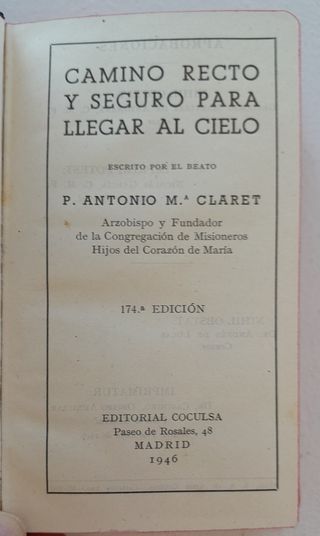 CAMINO RECTO
Y SEGURO PARA
LLEGAR AL CIELO
ESCRITO POR EL BEATO
P. ANTONIO M.ª CLARET
Arzobispo y Fundador
de la Congregación de Misioneros
Hijos del Corazón de María
174.ª EDICIÓN
EDITORIAL COCULSA
Paseo de Rosales, 48
MADRID
1946